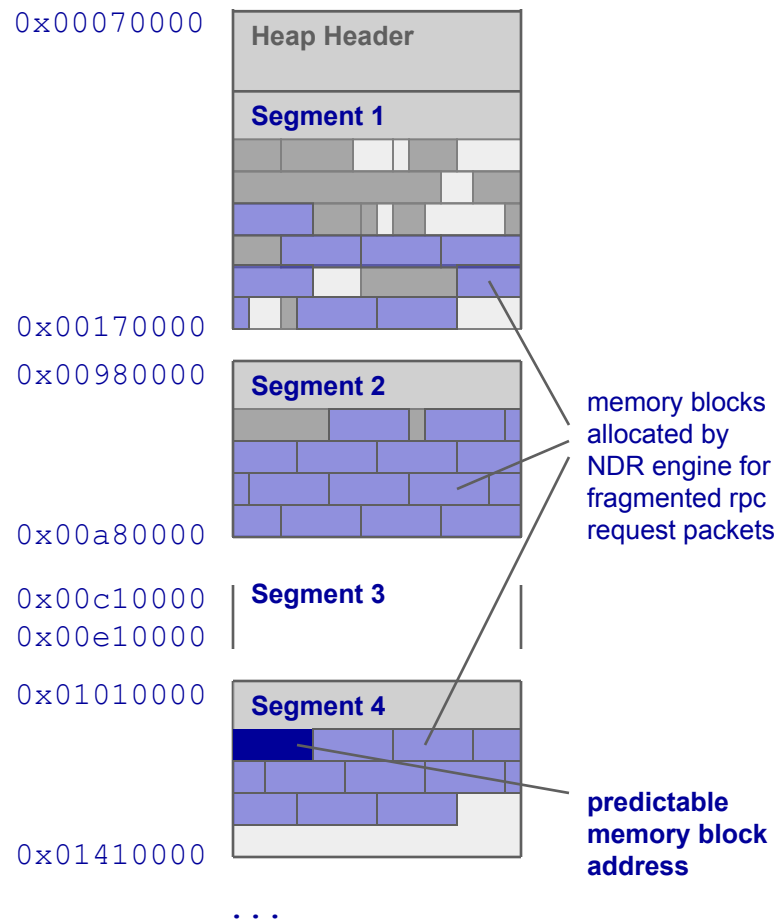 0x00070000
Heap Header
Segment 1
0x00170000
0x00980000
Segment 2
memory blocks
allocated by
NDR engine for
fragmented rpc
request packets
0x00a80000
0x00c10000
Segment 3
0x00e10000
0x01010000
Segment 4
predictable
memory block
address
0x01410000
...